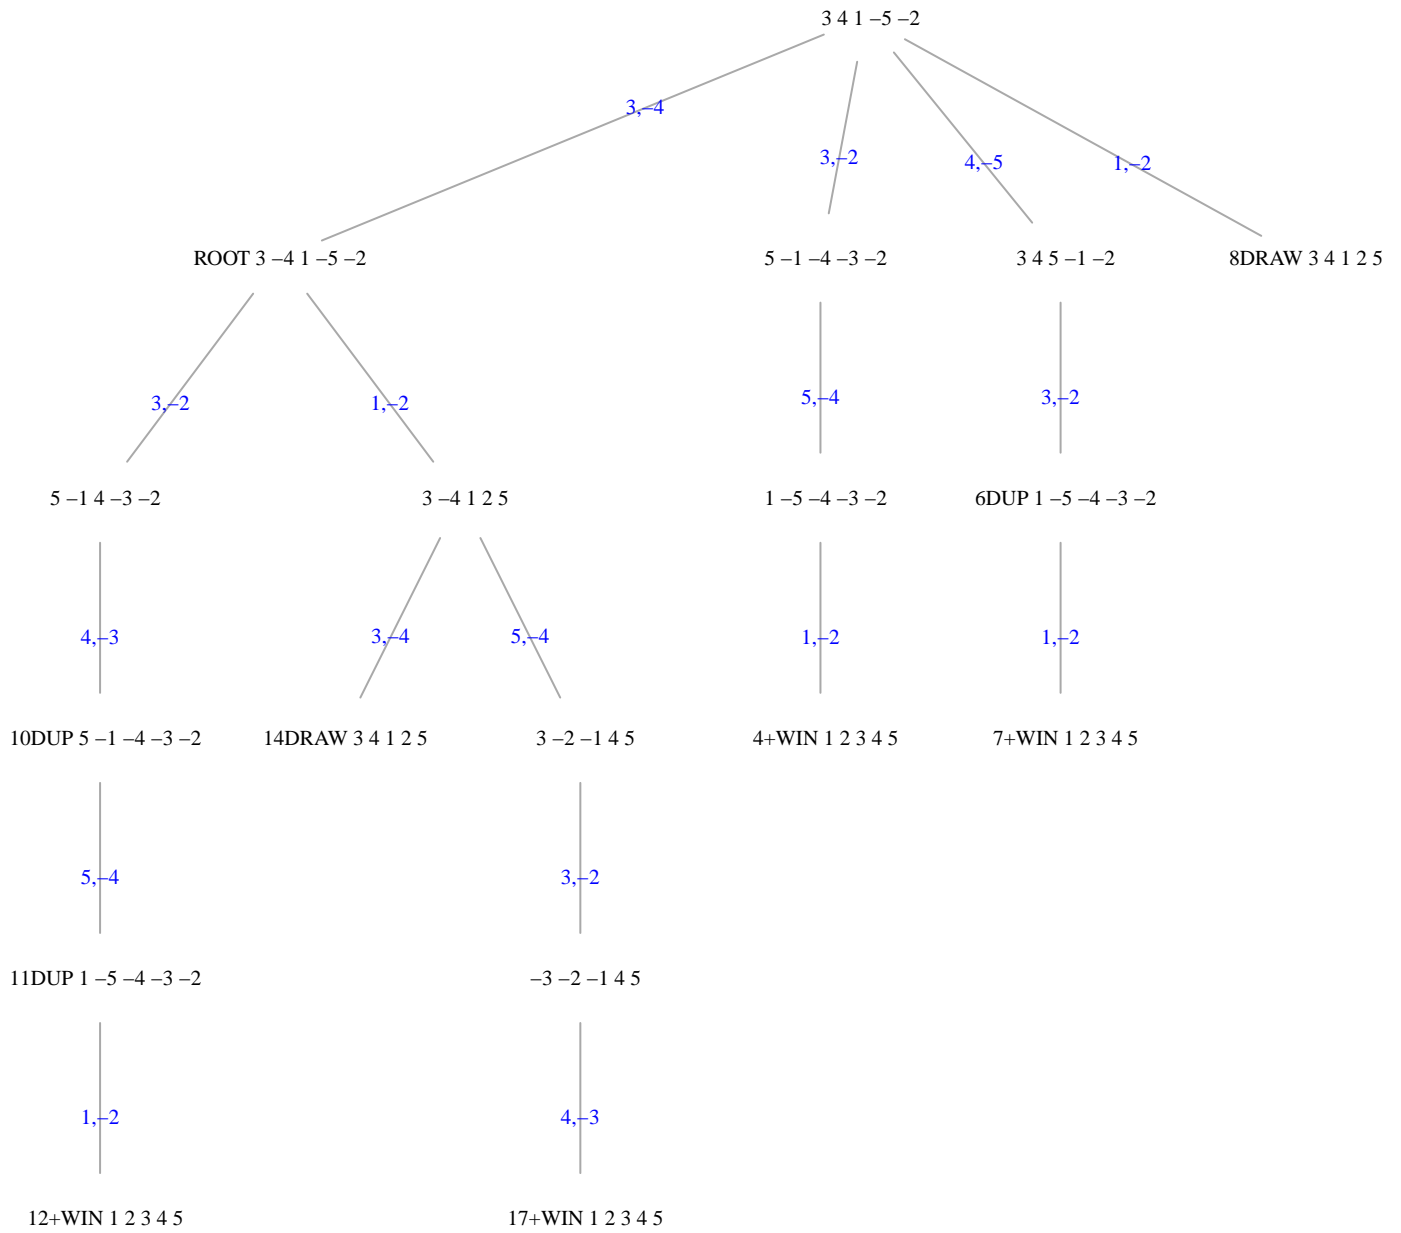 3 4 1 –5 –2
3,–4
3,–2
4,–5
1,–2
ROOT 3 –4 1 –5 –2
5 –1 –4 –3 –2
3 4 5 –1 –2
8DRAW 3 4 1 2 5
3,–2
1,–2
5,–4
3,–2
5 –1 4 –3 –2
3 –4 1 2 5
1 –5 –4 –3 –2
6DUP 1 –5 –4 –3 –2
4,–3
3,–4
5,–4
1,–2
1,–2
10DUP 5 –1 –4 –3 –2
14DRAW 3 4 1 2 5
3 –2 –1 4 5
4+WIN 1 2 3 4 5
7+WIN 1 2 3 4 5
5,–4
3,–2
11DUP 1 –5 –4 –3 –2
–3 –2 –1 4 5
1,–2
4,–3
12+WIN 1 2 3 4 5
17+WIN 1 2 3 4 5